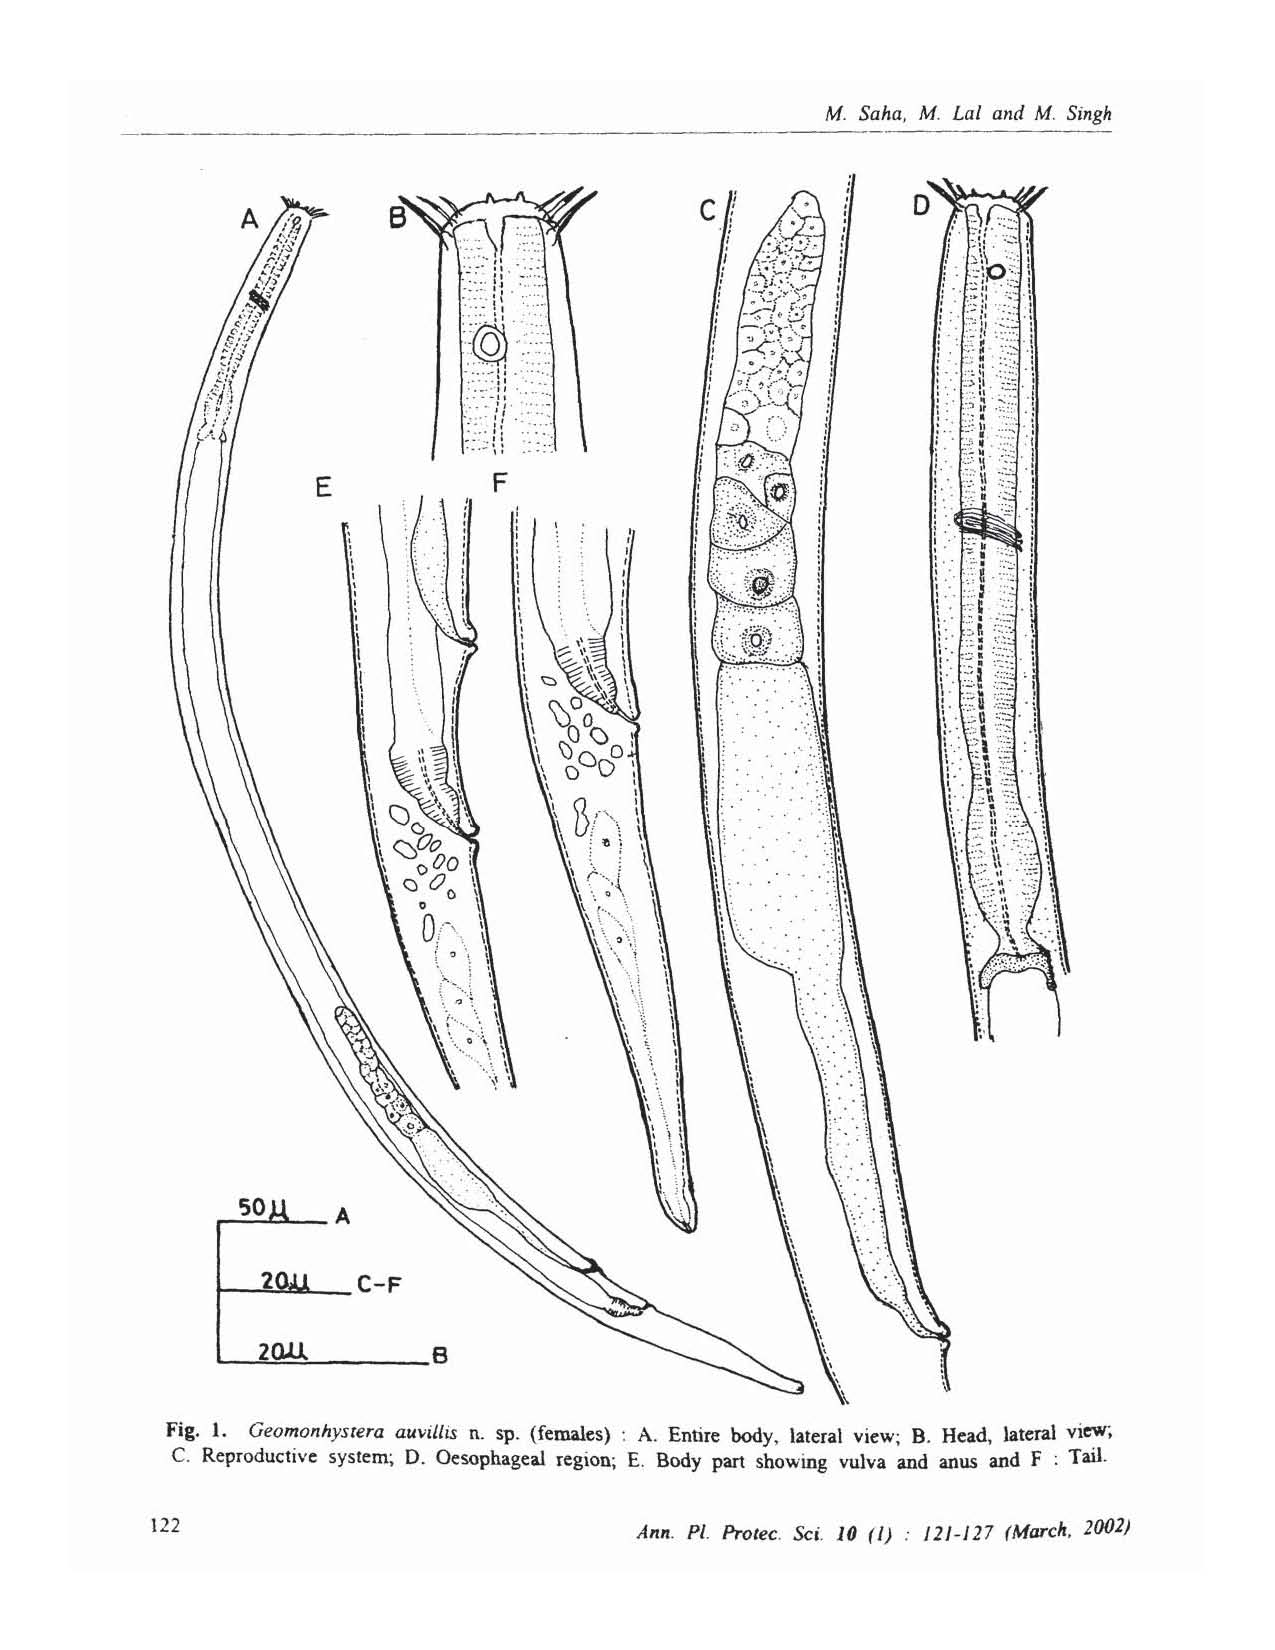 M. Saha, M. Lal and M. Singh
A
B
C
D
E
F
50µ A
20µ C-F
20µ B
Fig. 1. Geomonhystera auvillis n. sp. (females) : A. Entire body, lateral view; B. Head, lateral view;
C. Reproductive system; D. Oesophageal region; E. Body part showing vulva and anus and F : Tail.
122
Ann. Pl. Protec. Sci. 10 (1) : 121-127 (March, 2002)